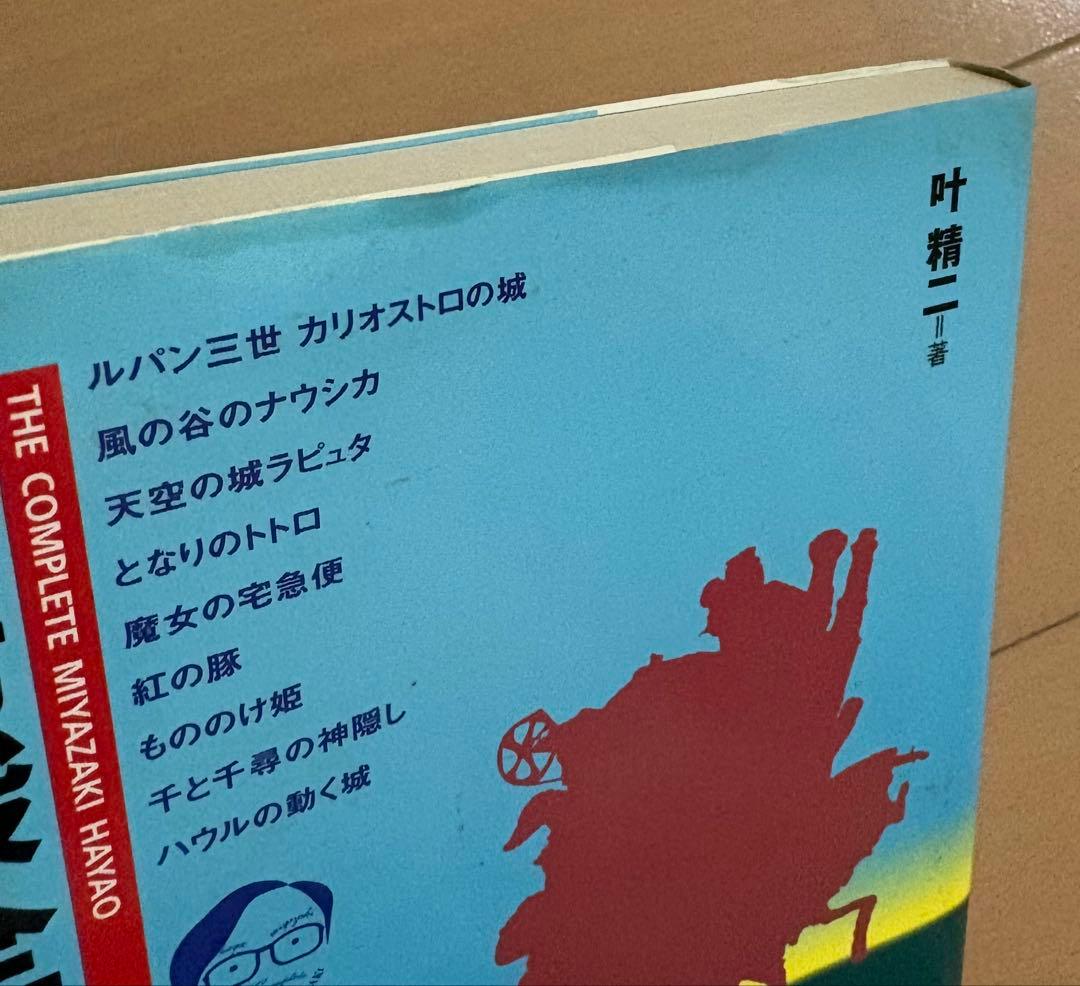 叶 精二=著
ルパン三世 カリオストロの城
風の谷のナウシカ
天空の城ラピュタ
となりのトトロ
魔女の宅急便
紅の豚
もののけ姫
千と千尋の神隠し
ハウルの動く城
THE COMPLETE MIYAZAKI HAYAO